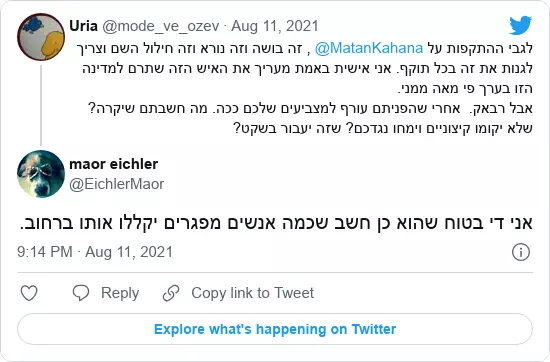 Uria @mode_ve_ozev · Aug 11, 2021
לגבי ההתקפות על @MatanKahana , זה בושה וזה נורא וזה חילול השם וצריך
לגנות את זה בכל תוקף. אני אישית באמת מעריך את האיש הזה שתרם למדינה
הזו בערך פי מאה ממני.
אבל רבאק. אחרי שהפניתם עורף למצביעים שלכם ככה. מה חשבתם שיקרה?
שלא יקומו קיצוניים וימחו נגדכם? שזה יעבור בשקט?
maor eichler
@EichlerMaor
אני די בטוח שהוא כן חשב שכמה אנשים מפגרים יקללו אותו ברחוב.
9:14 PM · Aug 11, 2021
Reply
Copy link to Tweet
Explore what's happening on Twitter